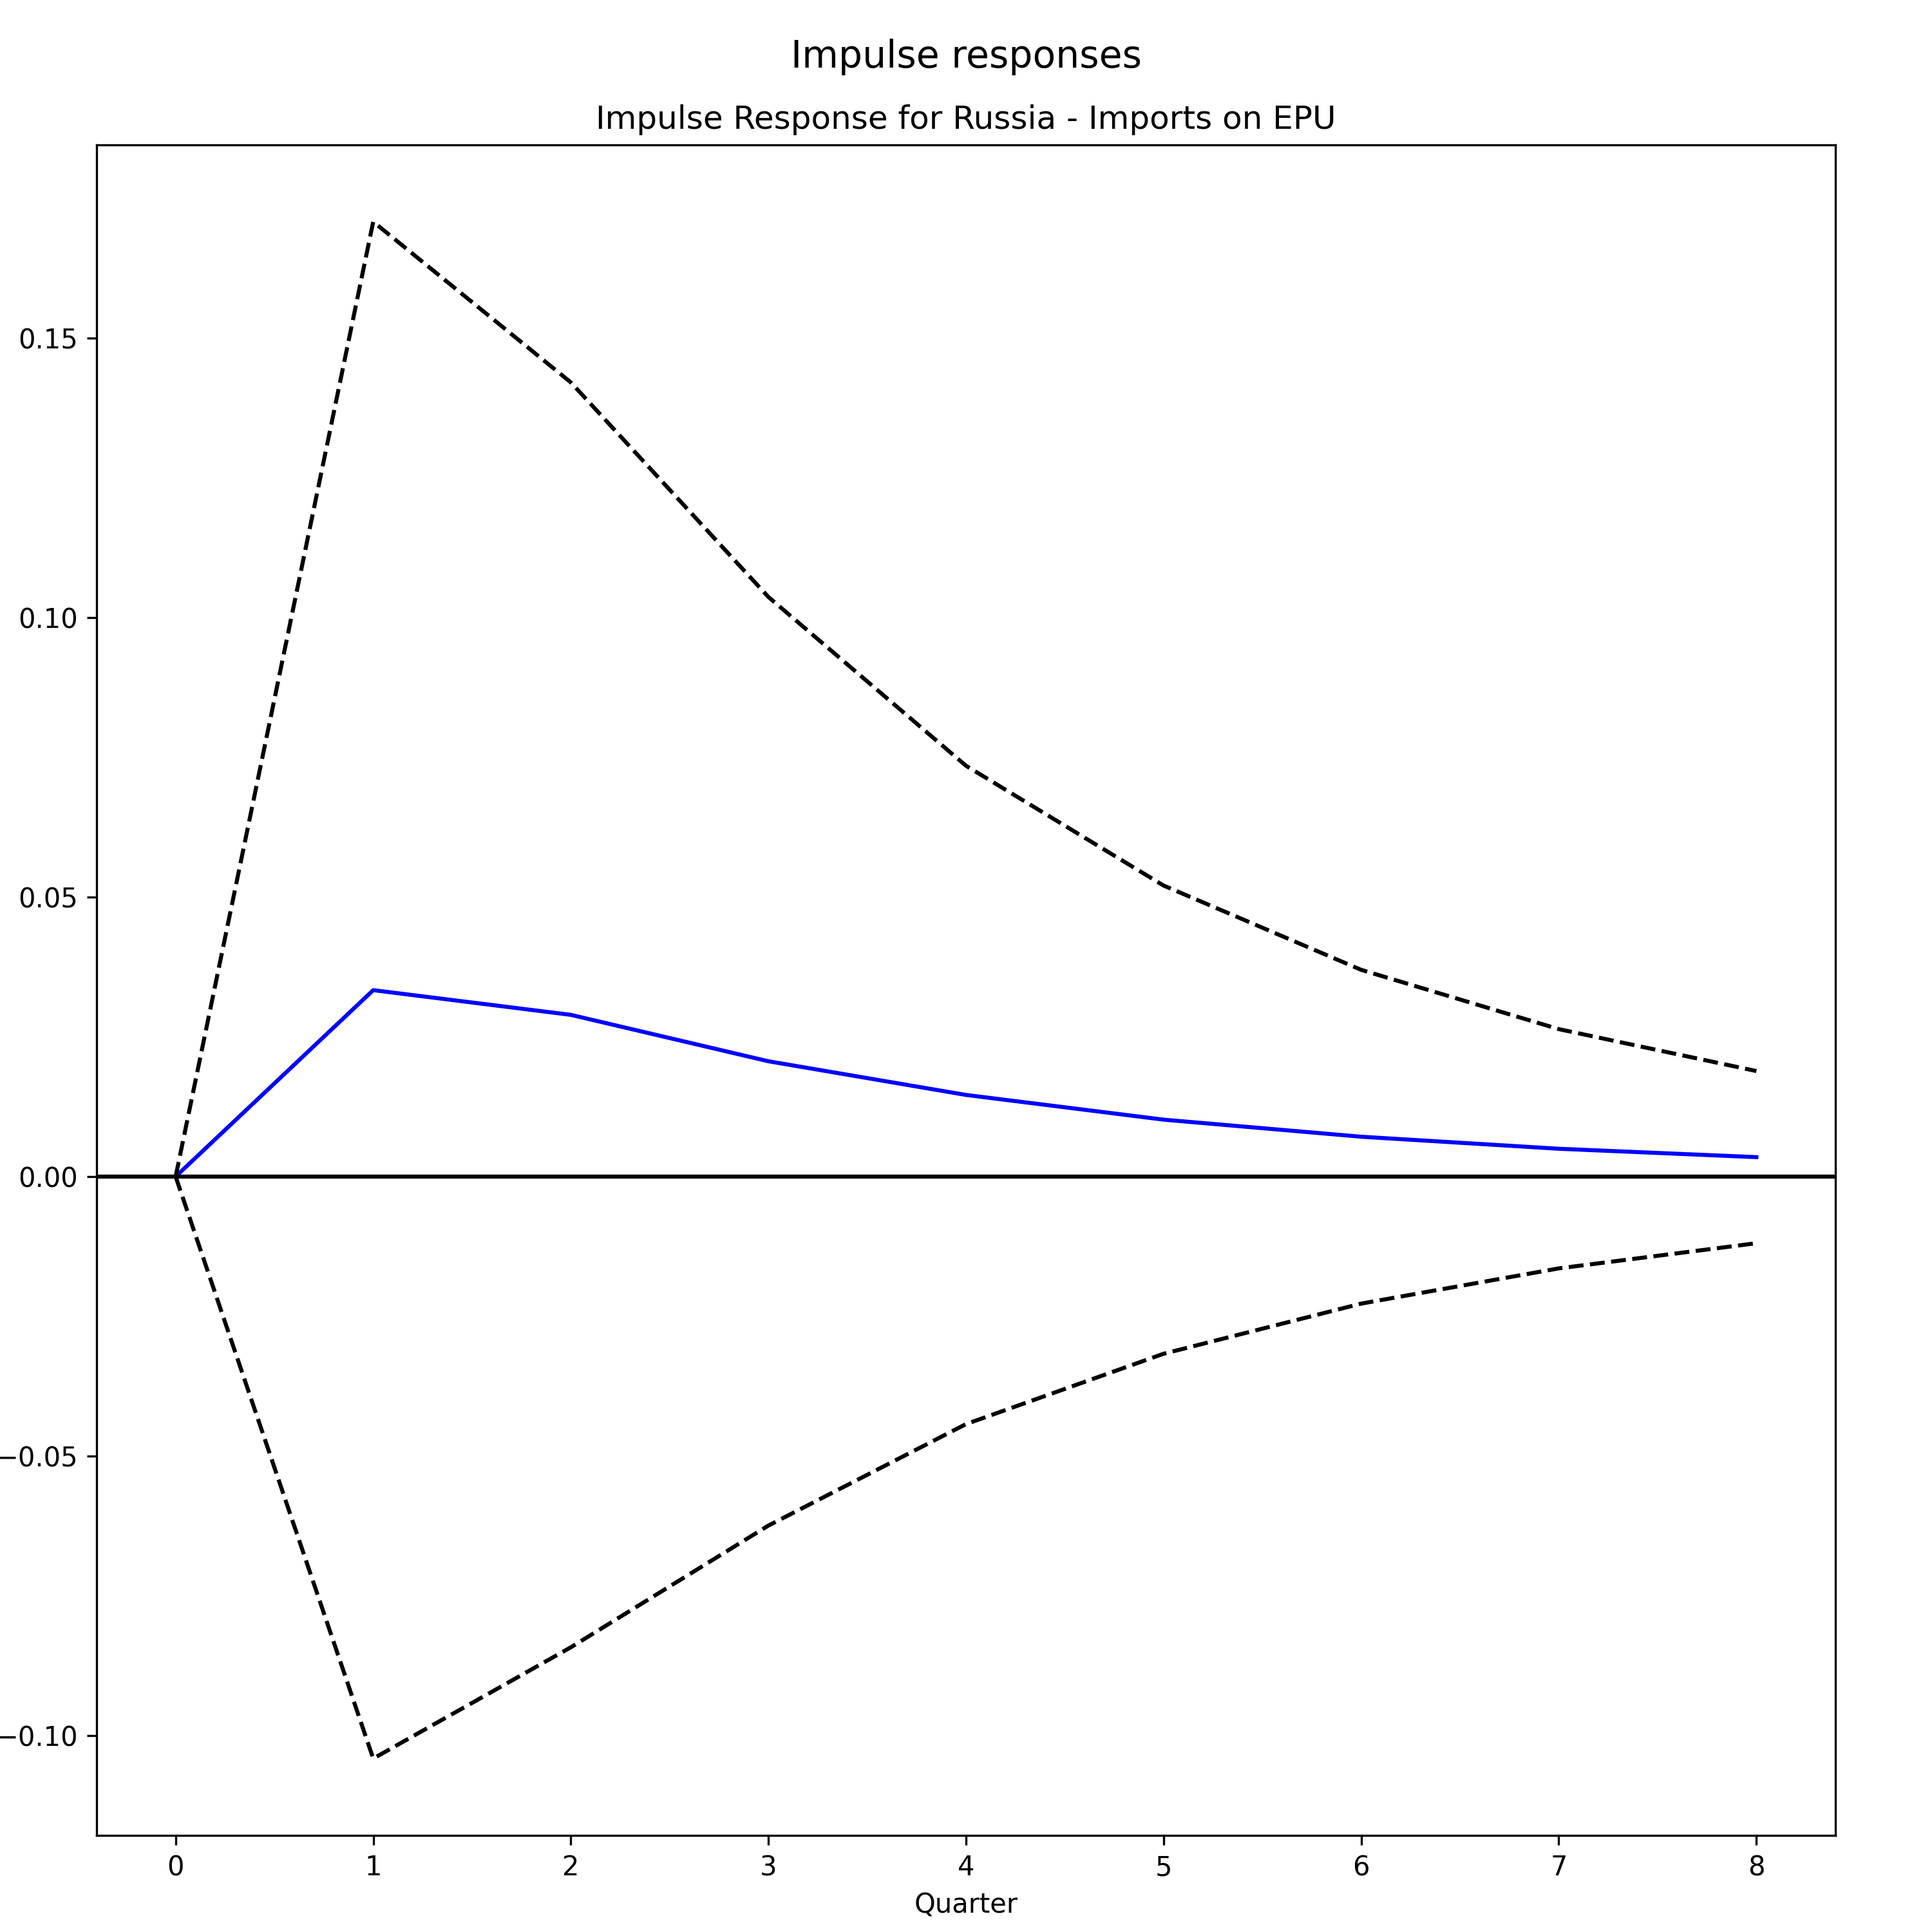 Impulse responses
Impulse Response for Russia - Imports on EPU
0.15
0.10
0.05
0.00
−0.05
−0.10
0 1 2 3 4 5 6 7 8
Quarter